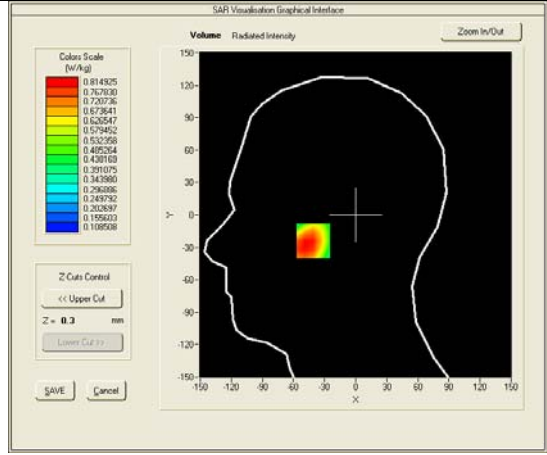 SAR Visualisation Graphical Interface
Volume Radiated Intensity
Zoom In/Out
Colors Scale
(W/kg)
0.814925
0.767830
0.720736
0.673641
0.626547
0.579452
0.532358
0.485264
0.438169
0.391075
0.343980
0.296886
0.249792
0.202697
0.155603
0.108508
Z-Cuts Control
<< Upper Cut
Z = 0.3 mm
Lower Cut >>
SAVE Cancel
150
120
90
60
30
0
-30
-60
-90
-120
-150
Y
-150 -120 -90 -60 -30 0 30 60 90 120 150
X